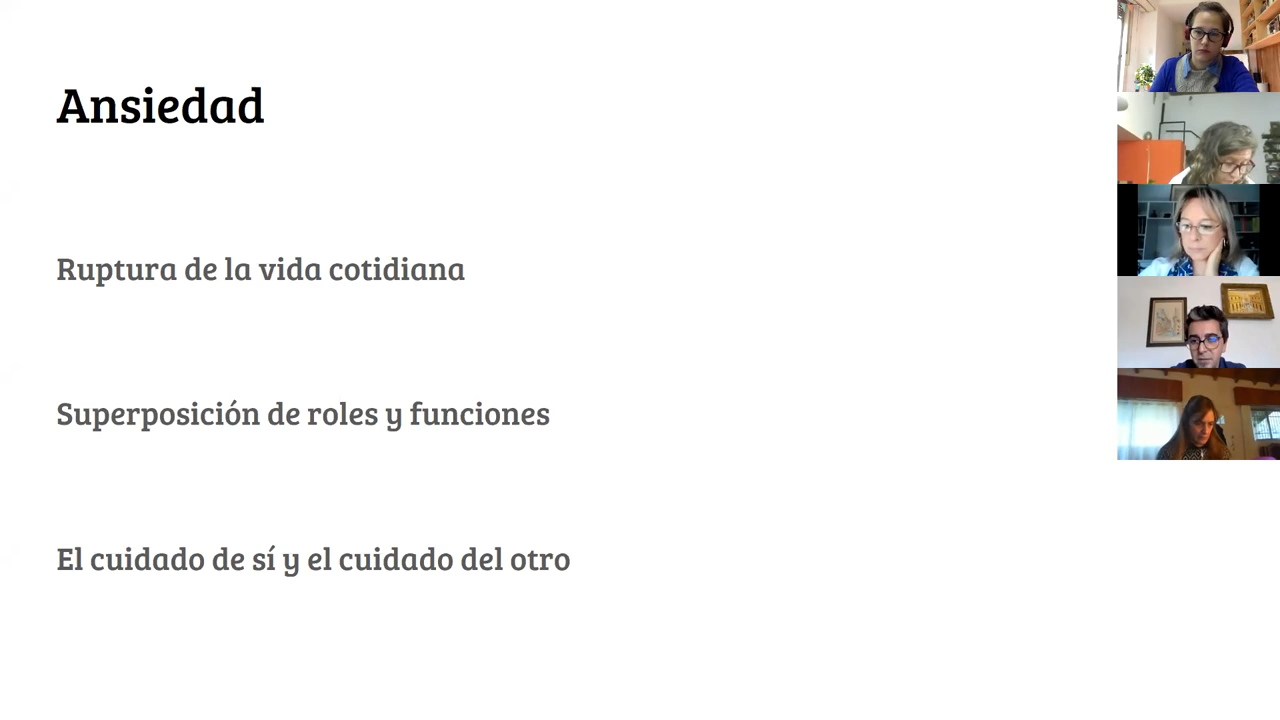 Ansiedad
Ruptura de la vida cotidiana
Superposición de roles y funciones
El cuidado de sí y el cuidado del otro